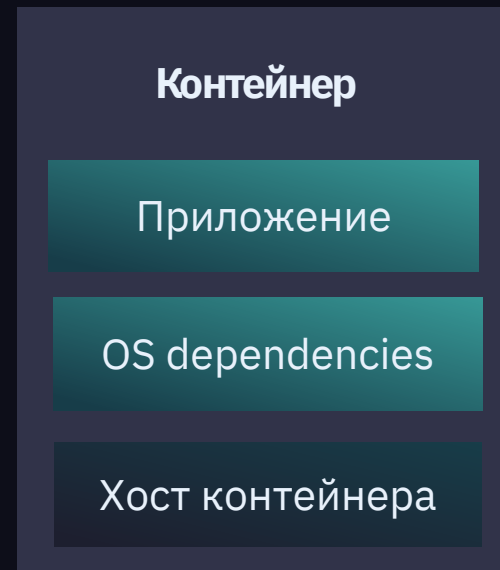 Контейнер
Приложение
OS dependencies
Хост контейнера